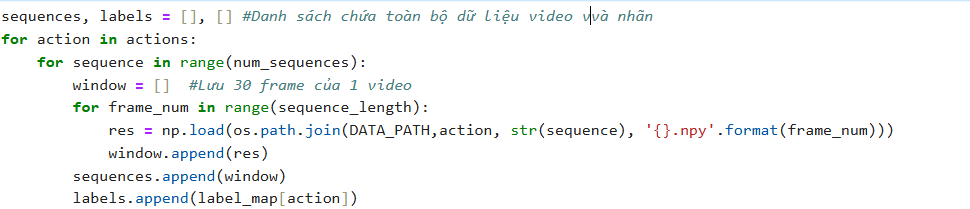 sequences, labels = [], [] #Danh sách chứa toàn bộ dữ liệu video vvà nhãn
for action in actions:
    for sequence in range(num_sequences):
        window = []  #Lưu 30 frame của 1 video
        for frame_num in range(sequence_length):
            res = np.load(os.path.join(DATA_PATH,action, str(sequence), '{}.npy'.format(frame_num)))
            window.append(res)
        sequences.append(window)
        labels.append(label_map[action])